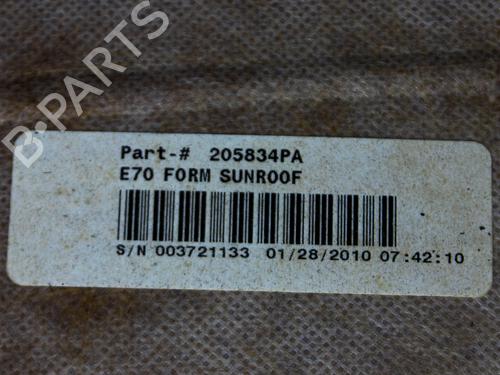 B-PARTS
Part-# 205834PA
E70 FORM SUNROOF
S/N 003721133 01/28/2010 07:42:10